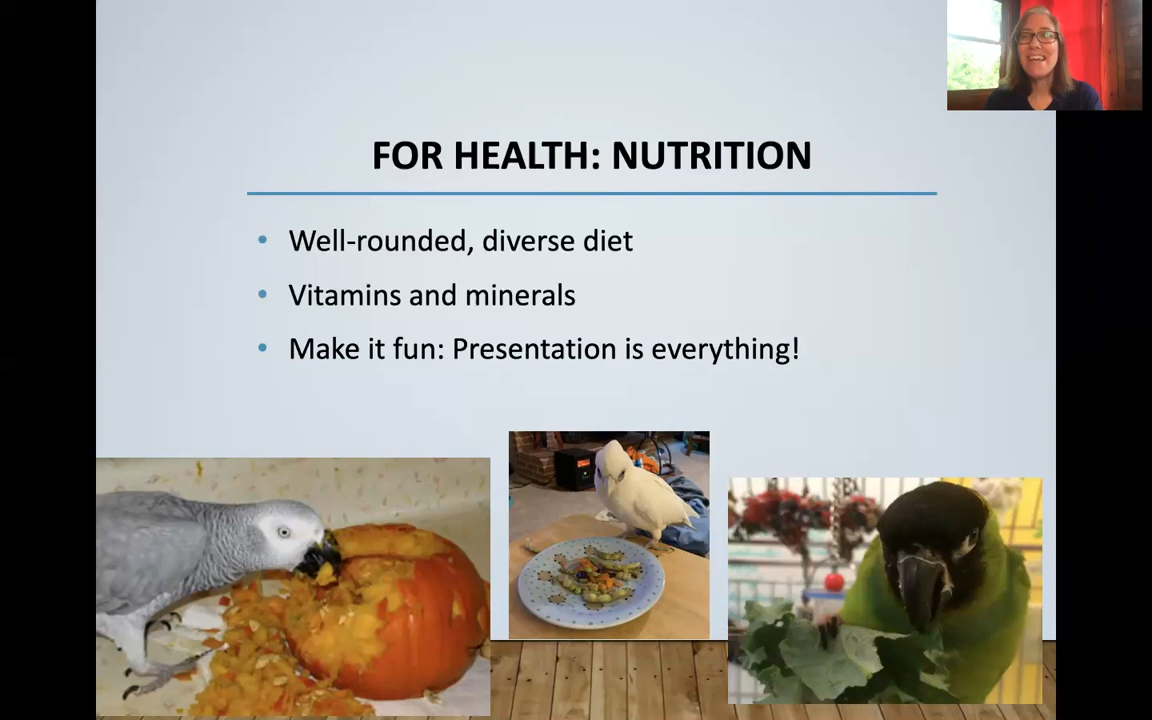 FOR HEALTH: NUTRITION
• Well-rounded, diverse diet
• Vitamins and minerals
• Make it fun: Presentation is everything!